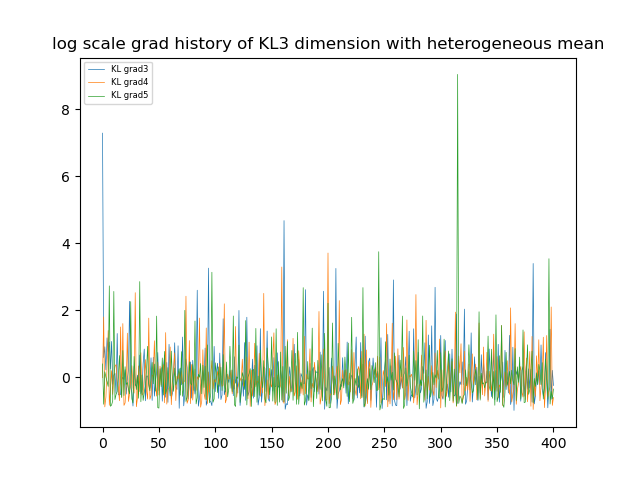 log scale grad history of KL3 dimension with heterogeneous mean
KL grad3
KL grad4
KL grad5
8
6
4
2
0
0 50 100 150 200 250 300 350 400